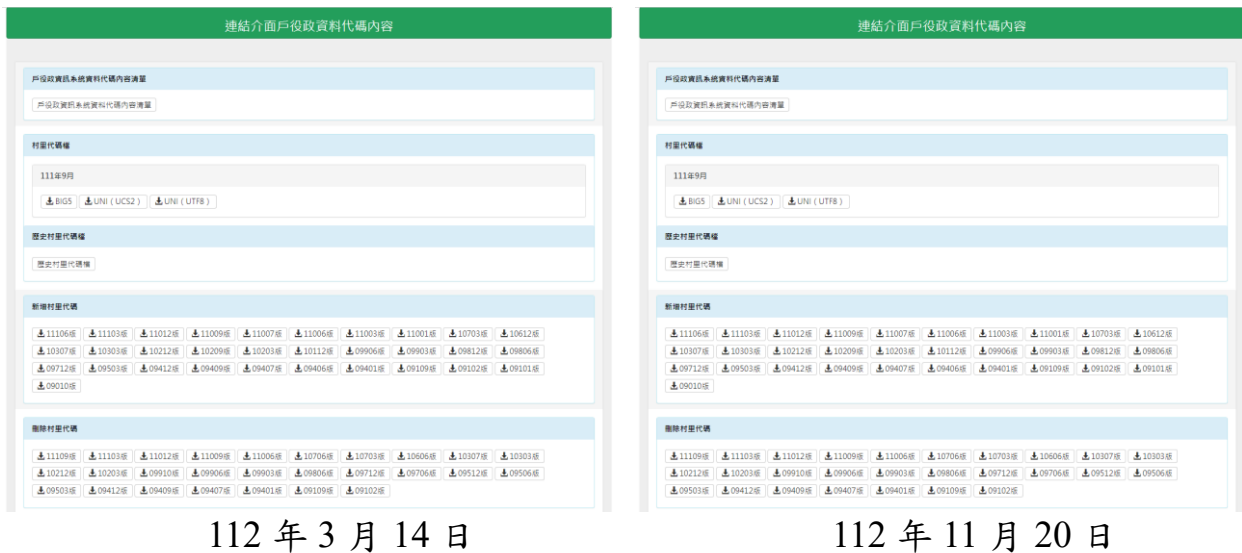 連結介面戶役政資料代碼內容
戶役政資訊系統資料代碼內容清單
戶役政資訊系統資料代碼內容清單
村里代碼檔
111年9月
BIG5 UNI ( UCS2 ) UNI ( UTF8 )
歷史村里代碼檔
歷史村里代碼檔
新增村里代碼
11106版 11103版 11012版 11009版 11007版 11006版 11003版 11001版 10703版 10612版
10307版 10303版 10212版 10209版 10203版 10112版 09906版 09903版 09812版 09806版
09712版 09503版 09412版 09409版 09407版 09406版 09401版 09109版 09102版 09101版
09010版
刪除村里代碼
11109版 11103版 11012版 11009版 11006版 10706版 10703版 10606版 10307版 10303版
10212版 10203版 09910版 09906版 09903版 09806版 09712版 09706版 09512版 09506版
09503版 09412版 09409版 09407版 09401版 09109版 09102版
112 年 3 月 14 日
連結介面戶役政資料代碼內容
戶役政資訊系統資料代碼內容清單
戶役政資訊系統資料代碼內容清單
村里代碼檔
111年9月
BIG5 UNI ( UCS2 ) UNI ( UTF8 )
歷史村里代碼檔
歷史村里代碼檔
新增村里代碼
11106版 11103版 11012版 11009版 11007版 11006版 11003版 11001版 10703版 10612版
10307版 10303版 10212版 10209版 10203版 10112版 09906版 09903版 09812版 09806版
09712版 09503版 09412版 09409版 09407版 09406版 09401版 09109版 09102版 09101版
09010版
刪除村里代碼
11109版 11103版 11012版 11009版 11006版 10706版 10703版 10606版 10307版 10303版
10212版 10203版 09910版 09906版 09903版 09806版 09712版 09706版 09512版 09506版
09503版 09412版 09409版 09407版 09401版 09109版 09102版
112 年 11 月 20 日